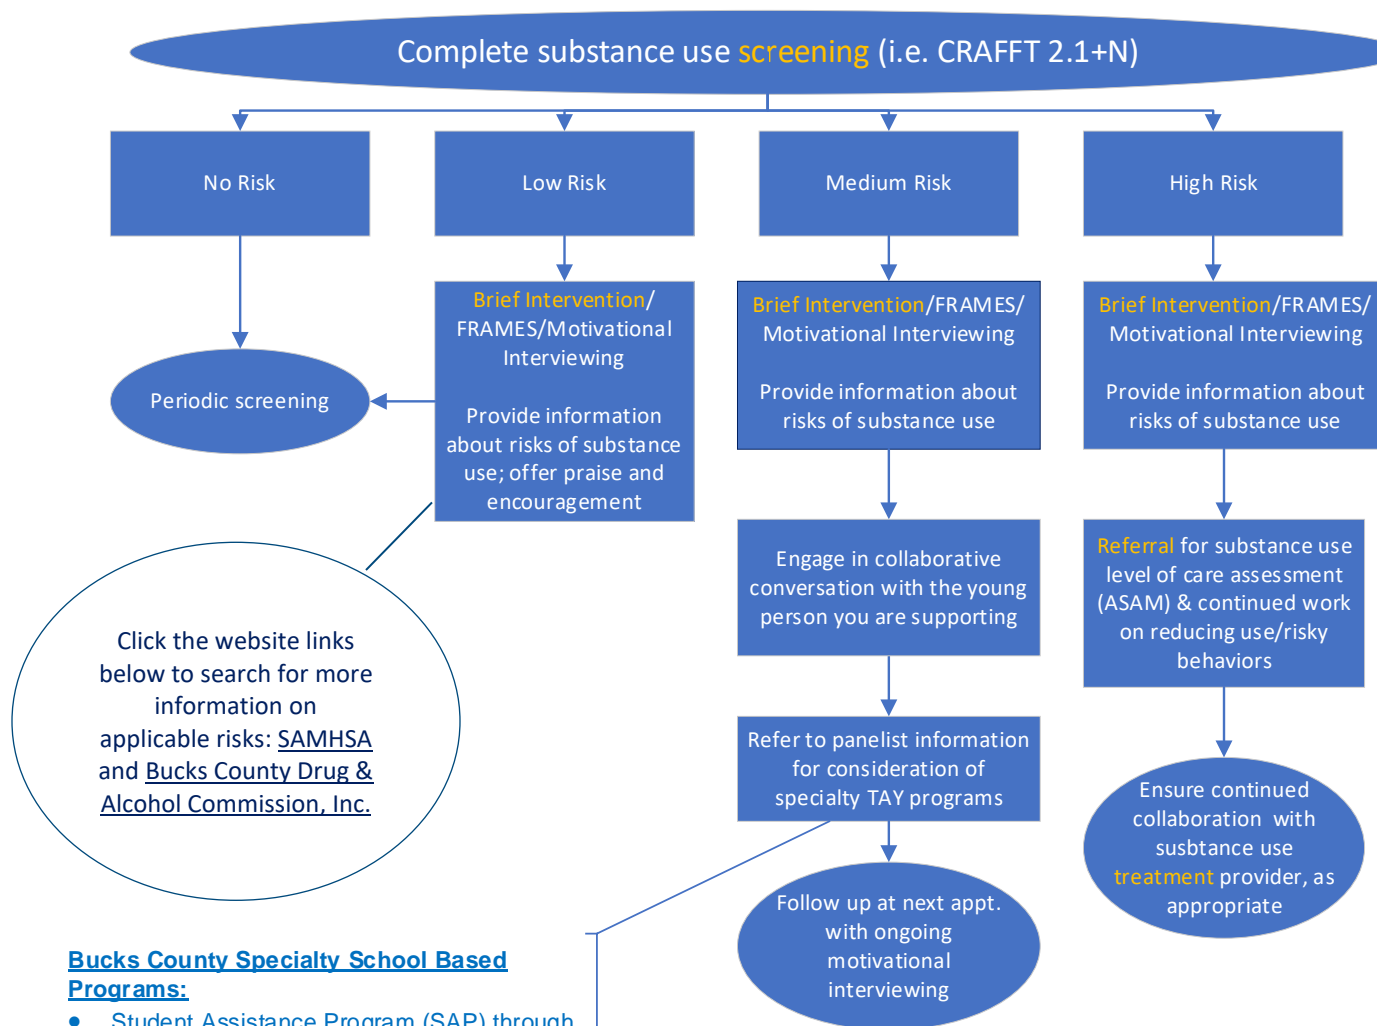 Complete substance use screening (i.e. CRAFFT 2.1+N)
No Risk
Low Risk
Medium Risk
High Risk
Periodic screening
Brief Intervention/
FRAMES/Motivational
Interviewing
Provide information
about risks of substance
use; offer praise and
encouragement
Brief Intervention/FRAMES/
Motivational Interviewing
Provide information about
risks of substance use
Brief Intervention/FRAMES/
Motivational Interviewing
Provide information about
risks of substance use
Click the website links
below to search for more
information on
applicable risks: SAMHSA
and Bucks County Drug &
Alcohol Commission, Inc.
Engage in collaborative
conversation with the young
person you are supporting
Referral for substance use
level of care assessment
(ASAM) & continued work
on reducing use/risky
behaviors
Refer to panelist information
for consideration of
specialty TAY programs
Ensure continued
collaboration with
susbtance use
treatment provider, as
appropriate
Follow up at next appt.
with ongoing
motivational
interviewing
Bucks County Specialty School Based
Programs:
• Student Assistance Program (SAP) through